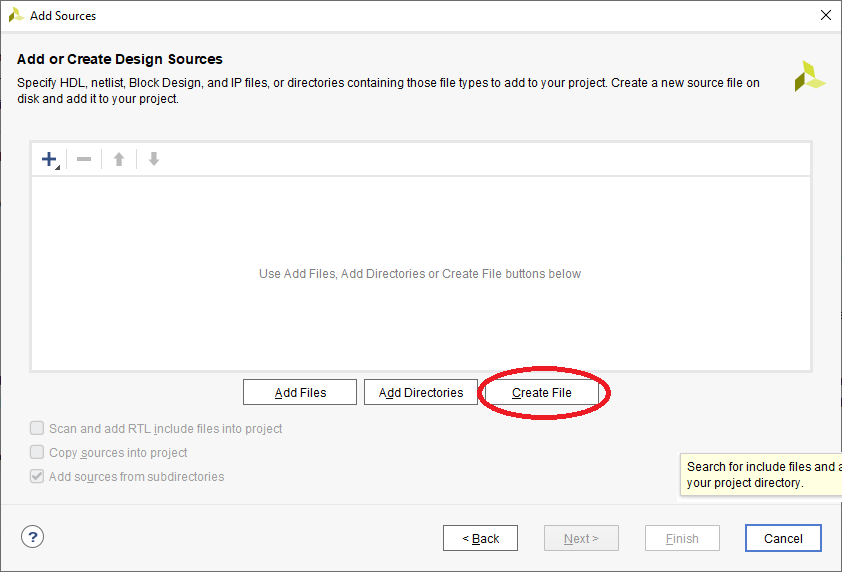 Add Sources
Add or Create Design Sources
Specify HDL, netlist, Block Design, and IP files, or directories containing those file types to add to your project. Create a new source file on
disk and add it to your project.
Use Add Files, Add Directories or Create File buttons below
Add Files
Add Directories
Create File
Scan and add RTL include files into project
Copy sources into project
Add sources from subdirectories
Search for include files and a
your project directory.
?
< Back
Next >
Finish
Cancel